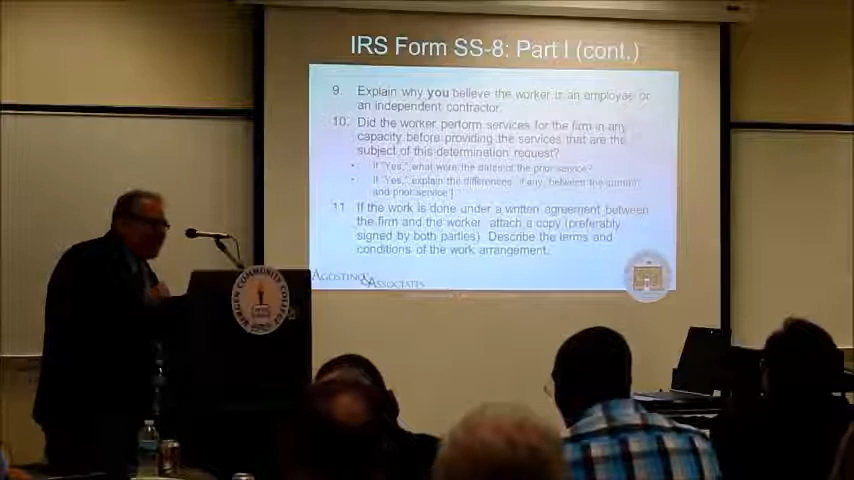 IRS Form SS-8: Part I (cont.)
9. Explain why you believe the worker is an employee or
an independent contractor.
10. Did the worker perform services for the firm in any
capacity before providing the services that are the
subject of this determination request?
• If "Yes," what were the dates of the prior service?
• If "Yes," explain the differences, if any, between the current
and prior service.]
11. If the work is done under a written agreement between
the firm and the worker attach a copy (preferably
signed by both parties). Describe the terms and
conditions of the work arrangement.
AGOSTINO
& ASSOCIATES
BERGEN COMMUNITY COLLEGE